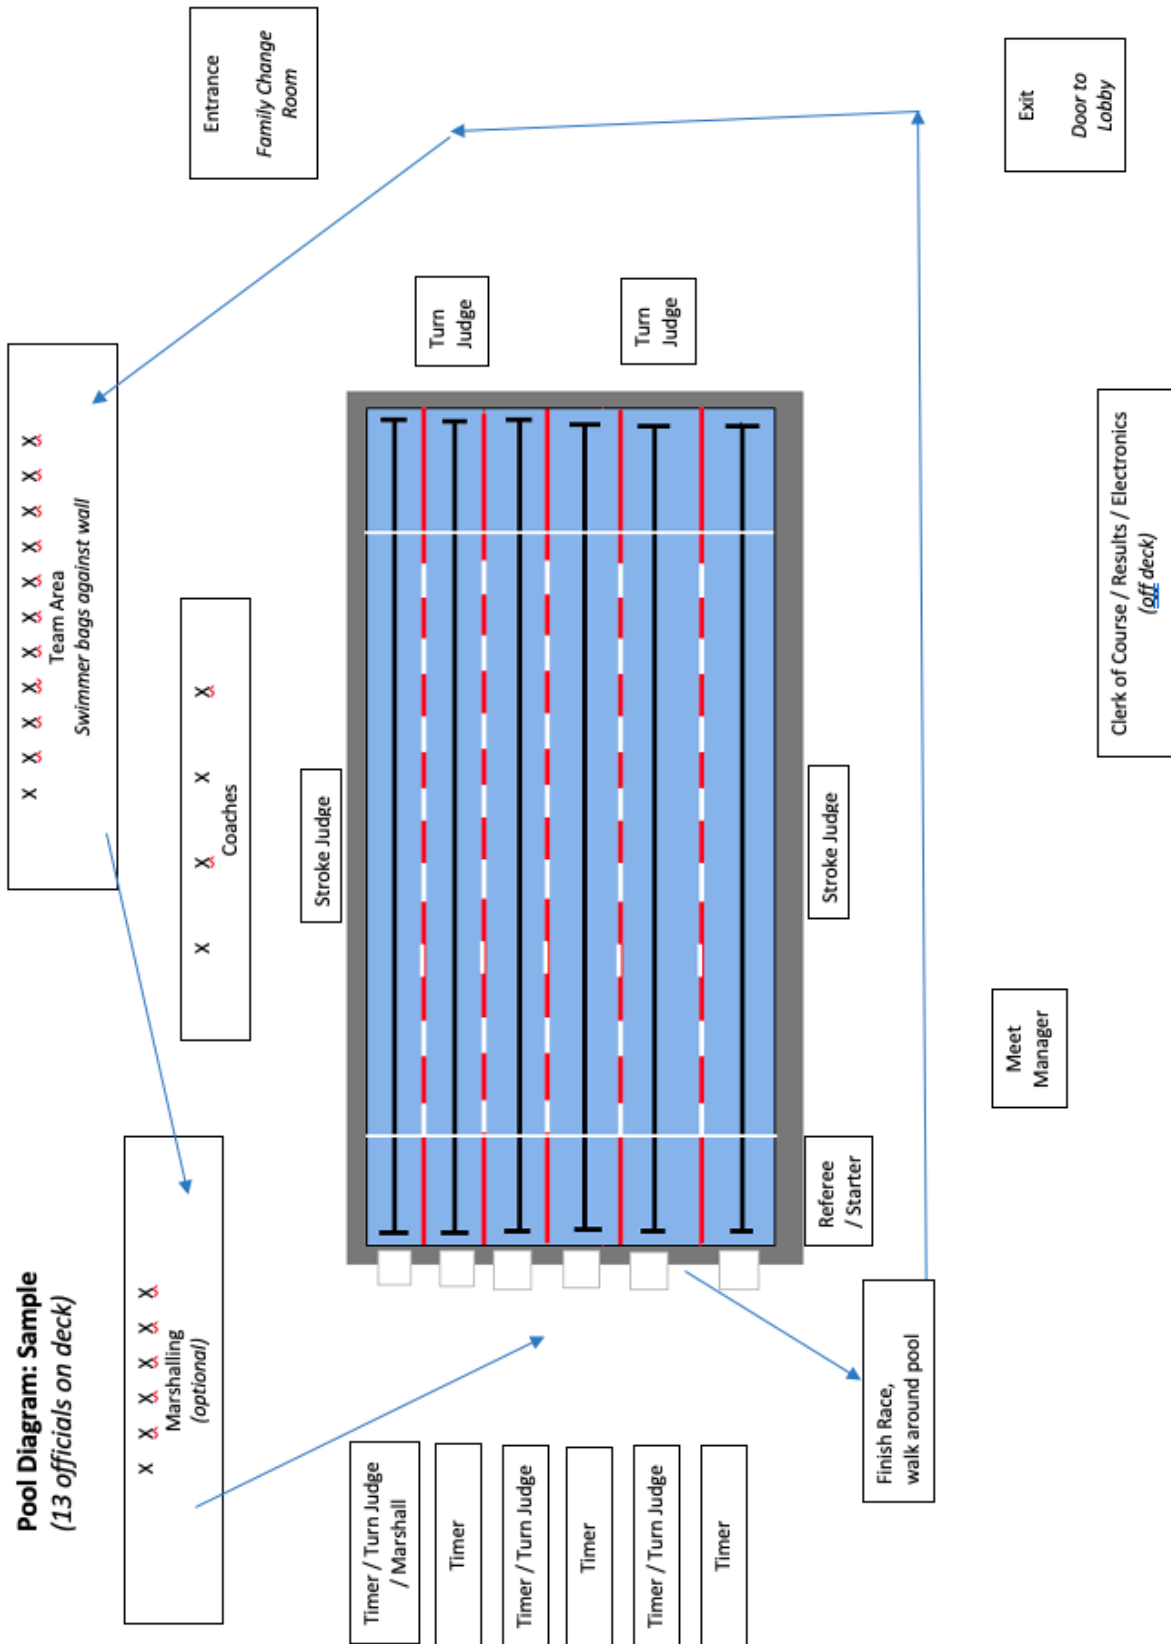 Pool Diagram: Sample
(13 officials on deck)
X X X X X X
Marshalling
(optional)
X X X X X X X X X X X
Team Area
Swimmer bags against wall
X X X X
Coaches
Entrance
Family Change
Room
Timer / Turn Judge
/ Marshall
Timer
Timer / Turn Judge
Timer
Timer / Turn Judge
Timer
Stroke Judge
Turn
Judge
Turn
Judge
Stroke Judge
Referee
/ Starter
Finish Race,
walk around pool
Meet
Manager
Clerk of Course / Results / Electronics
(off deck)
Exit
Door to
Lobby